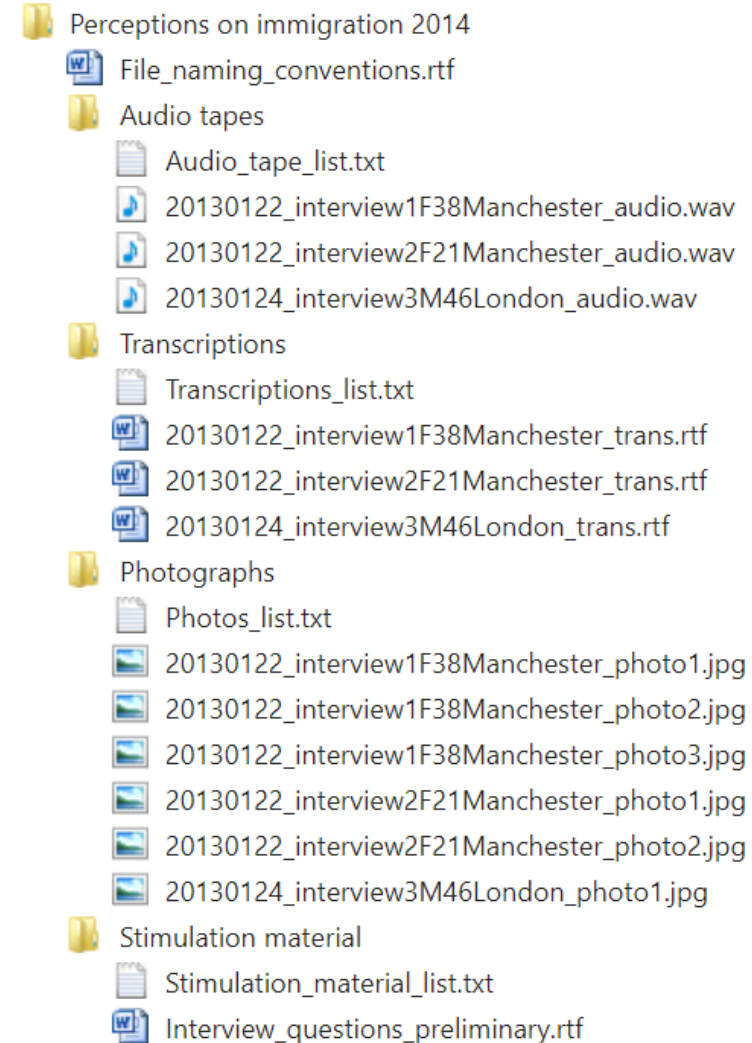 Perceptions on immigration 2014
File_naming_conventions.rtf
Audio tapes
Audio_tape_list.txt
20130122_interview1F38Manchester_audio.wav
20130122_interview2F21Manchester_audio.wav
20130124_interview3M46London_audio.wav
Transcriptions
Transcriptions_list.txt
20130122_interview1F38Manchester_trans.rtf
20130122_interview2F21Manchester_trans.rtf
20130124_interview3M46London_trans.rtf
Photographs
Photos_list.txt
20130122_interview1F38Manchester_photo1.jpg
20130122_interview1F38Manchester_photo2.jpg
20130122_interview1F38Manchester_photo3.jpg
20130122_interview2F21Manchester_photo1.jpg
20130122_interview2F21Manchester_photo2.jpg
20130124_interview3M46London_photo1.jpg
Stimulation material
Stimulation_material_list.txt
Interview_questions_preliminary.rtf